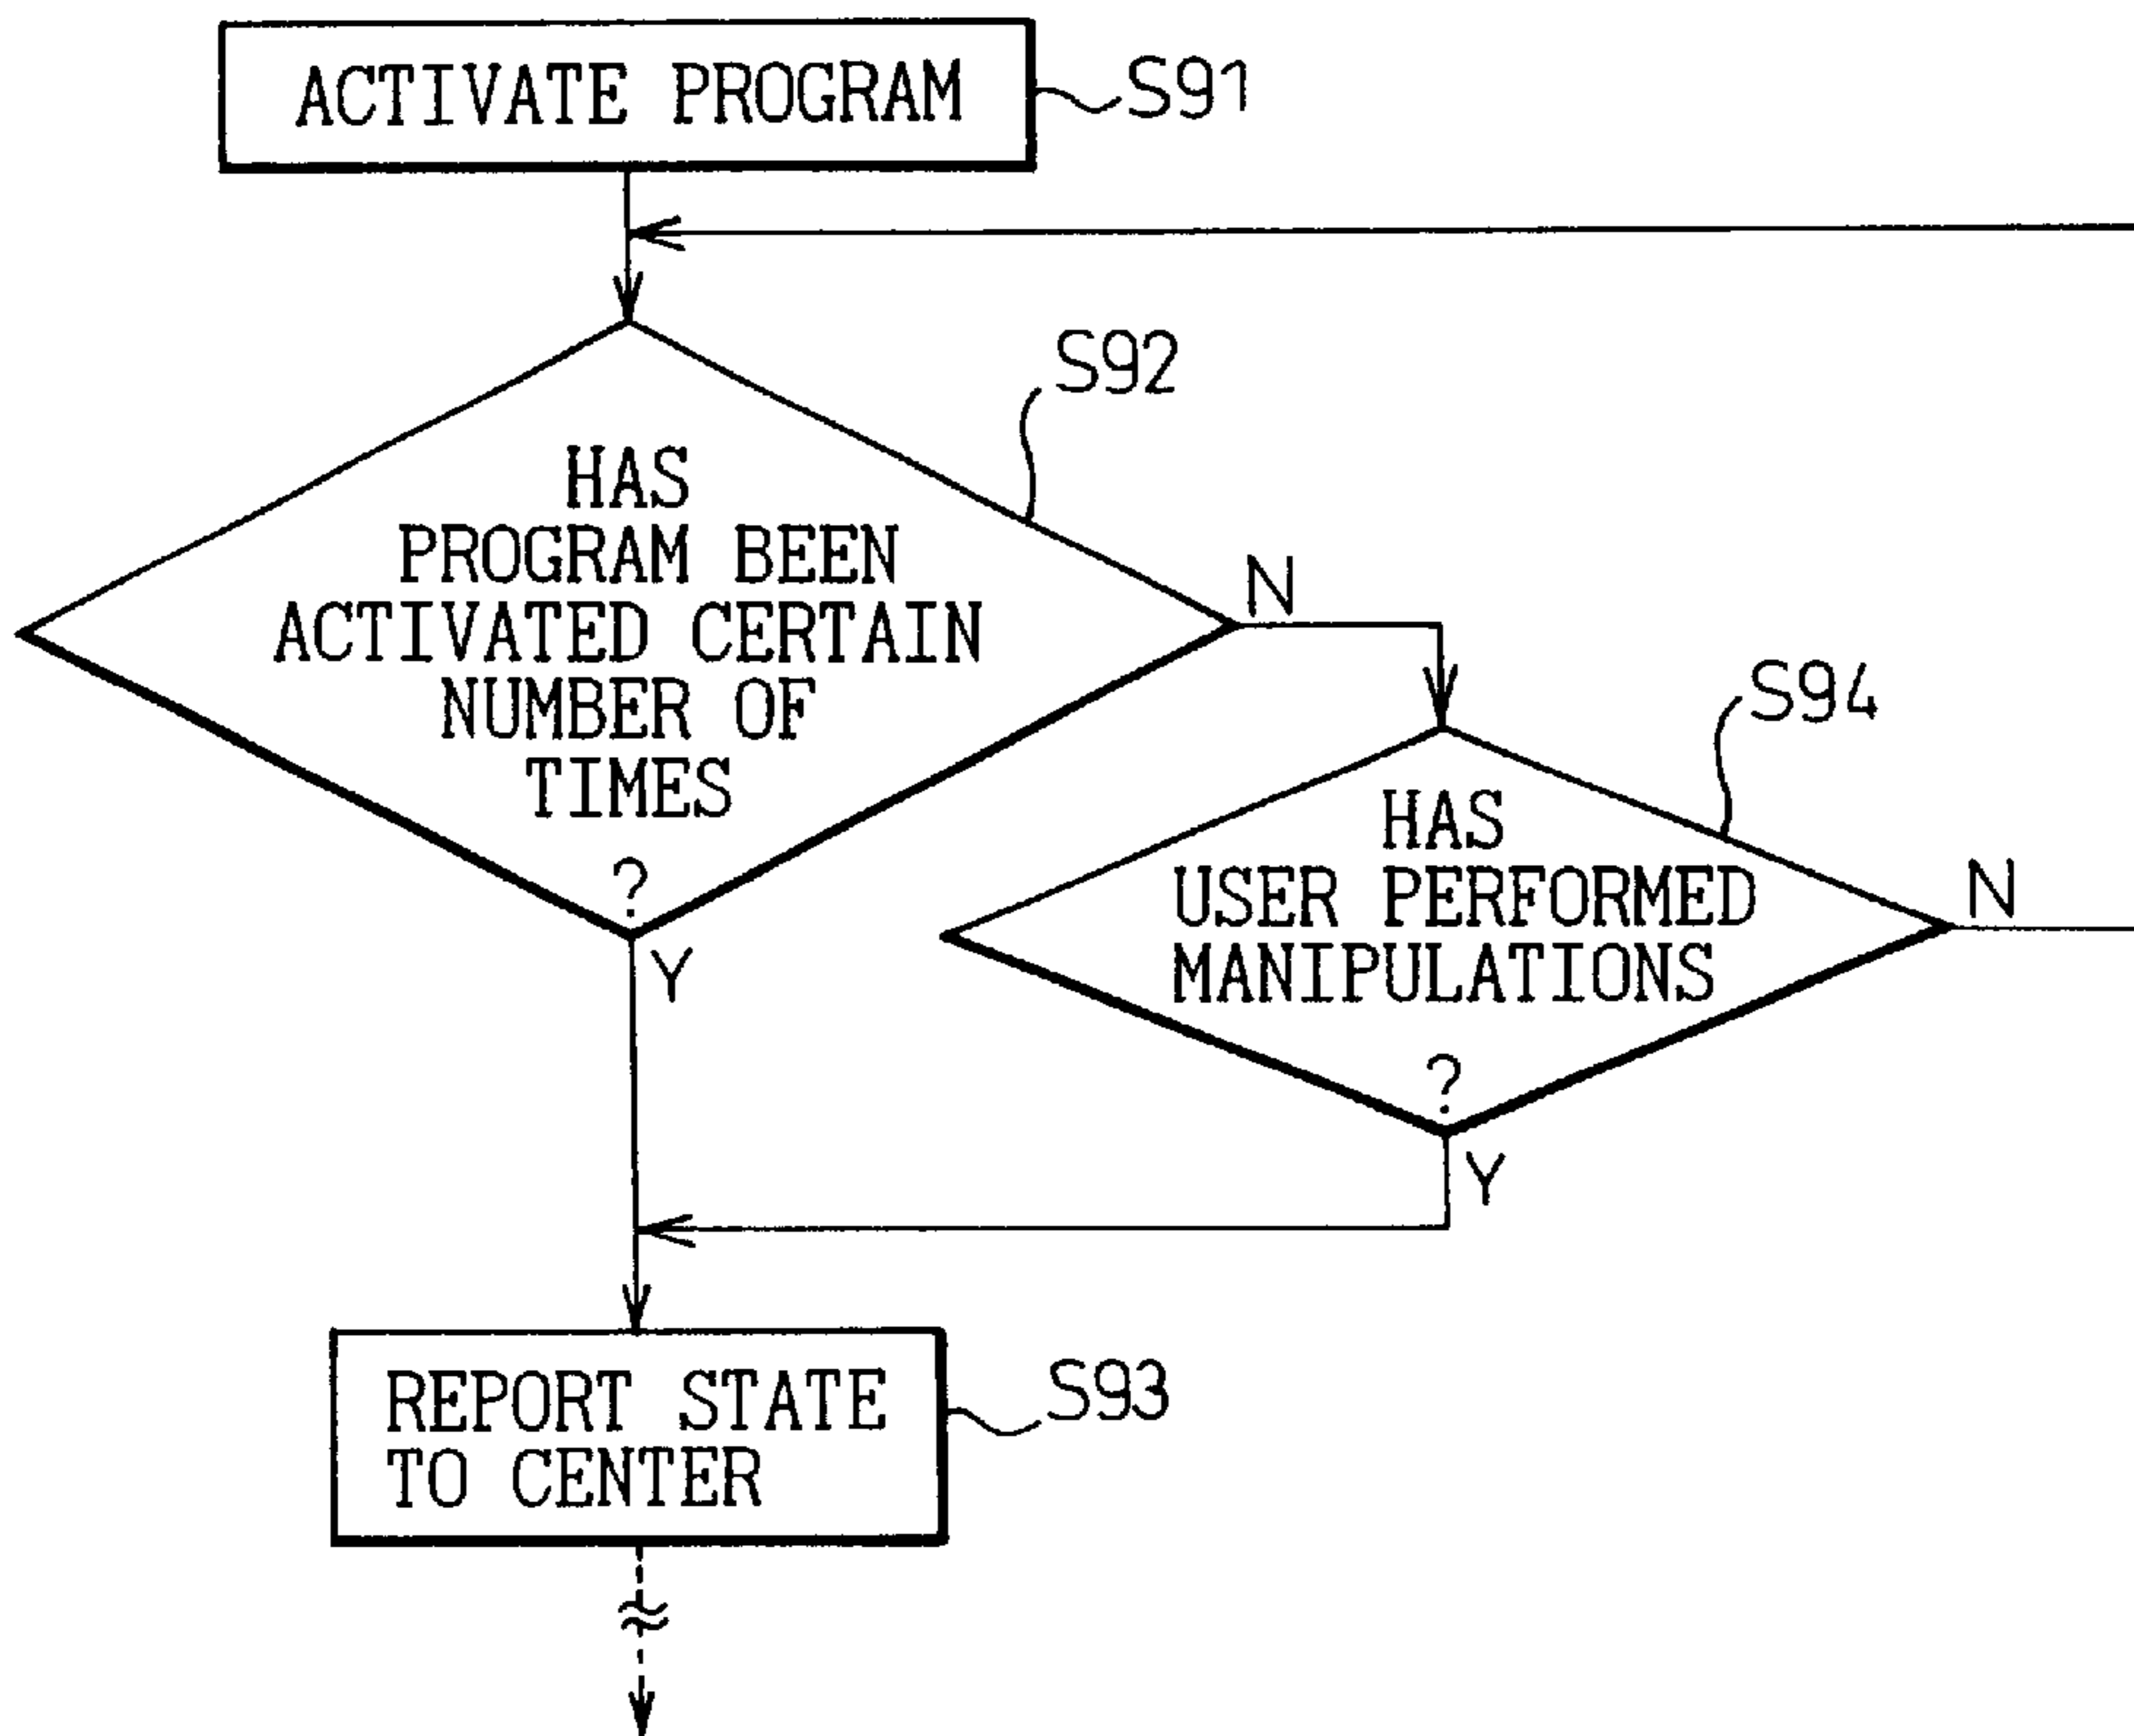 ACTIVATE PROGRAM
S91
S92
HAS
PROGRAM BEEN
ACTIVATED CERTAIN
NUMBER OF
TIMES
?
N
Y
S94
HAS
USER PERFORMED
MANIPULATIONS
?
N
Y
REPORT STATE
TO CENTER
S93